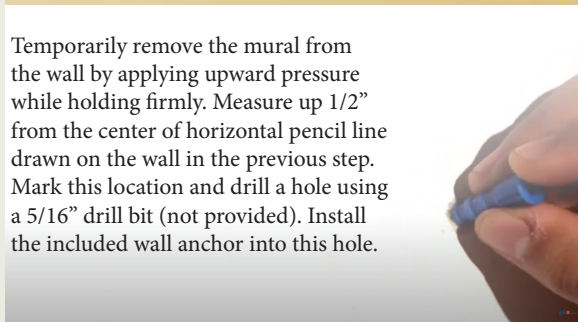 Temporarily remove the mural from
the wall by applying upward pressure
while holding firmly. Measure up 1/2”
from the center of horizontal pencil line
drawn on the wall in the previous step.
Mark this location and drill a hole using
a 5/16” drill bit (not provided). Install
the included wall anchor into this hole.